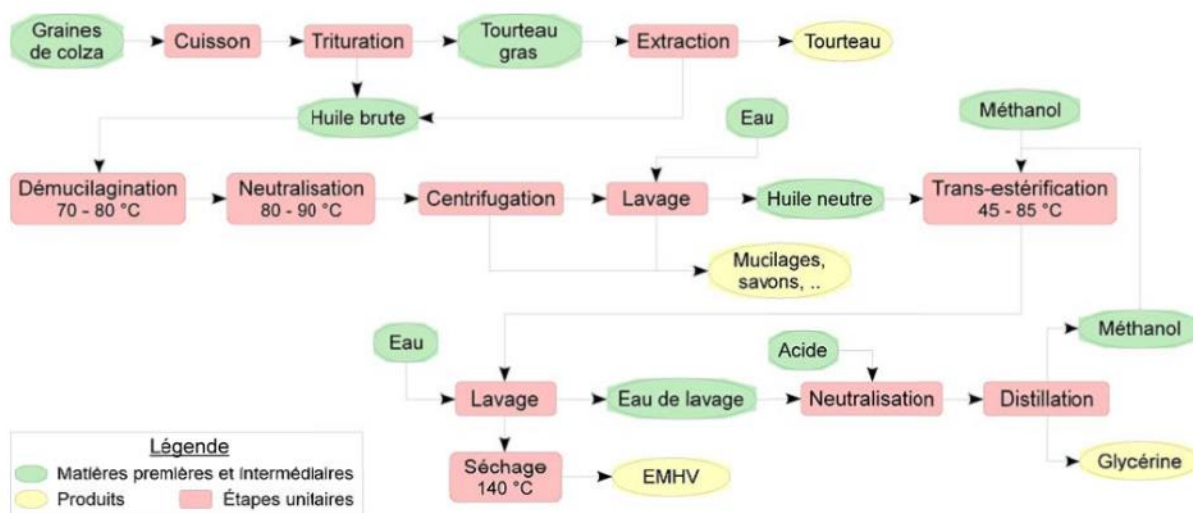 Graines
de colza
Cuisson
Trituration
Tourteau
gras
Extraction
Tourteau
Huile brute
Eau
Méthanol
Démucilagination
70 - 80 °C
Neutralisation
80 - 90 °C
Centrifugation
Lavage
Huile neutre
Trans-estérification
45 - 85 °C
Mucilages,
savons, ..
Eau
Acide
Méthanol
Lavage
Eau de lavage
Neutralisation
Distillation
Séchage
140 °C
EMHV
Glycérine
Légende
Matières premières et intermédiaires
Produits
Étapes unitaires